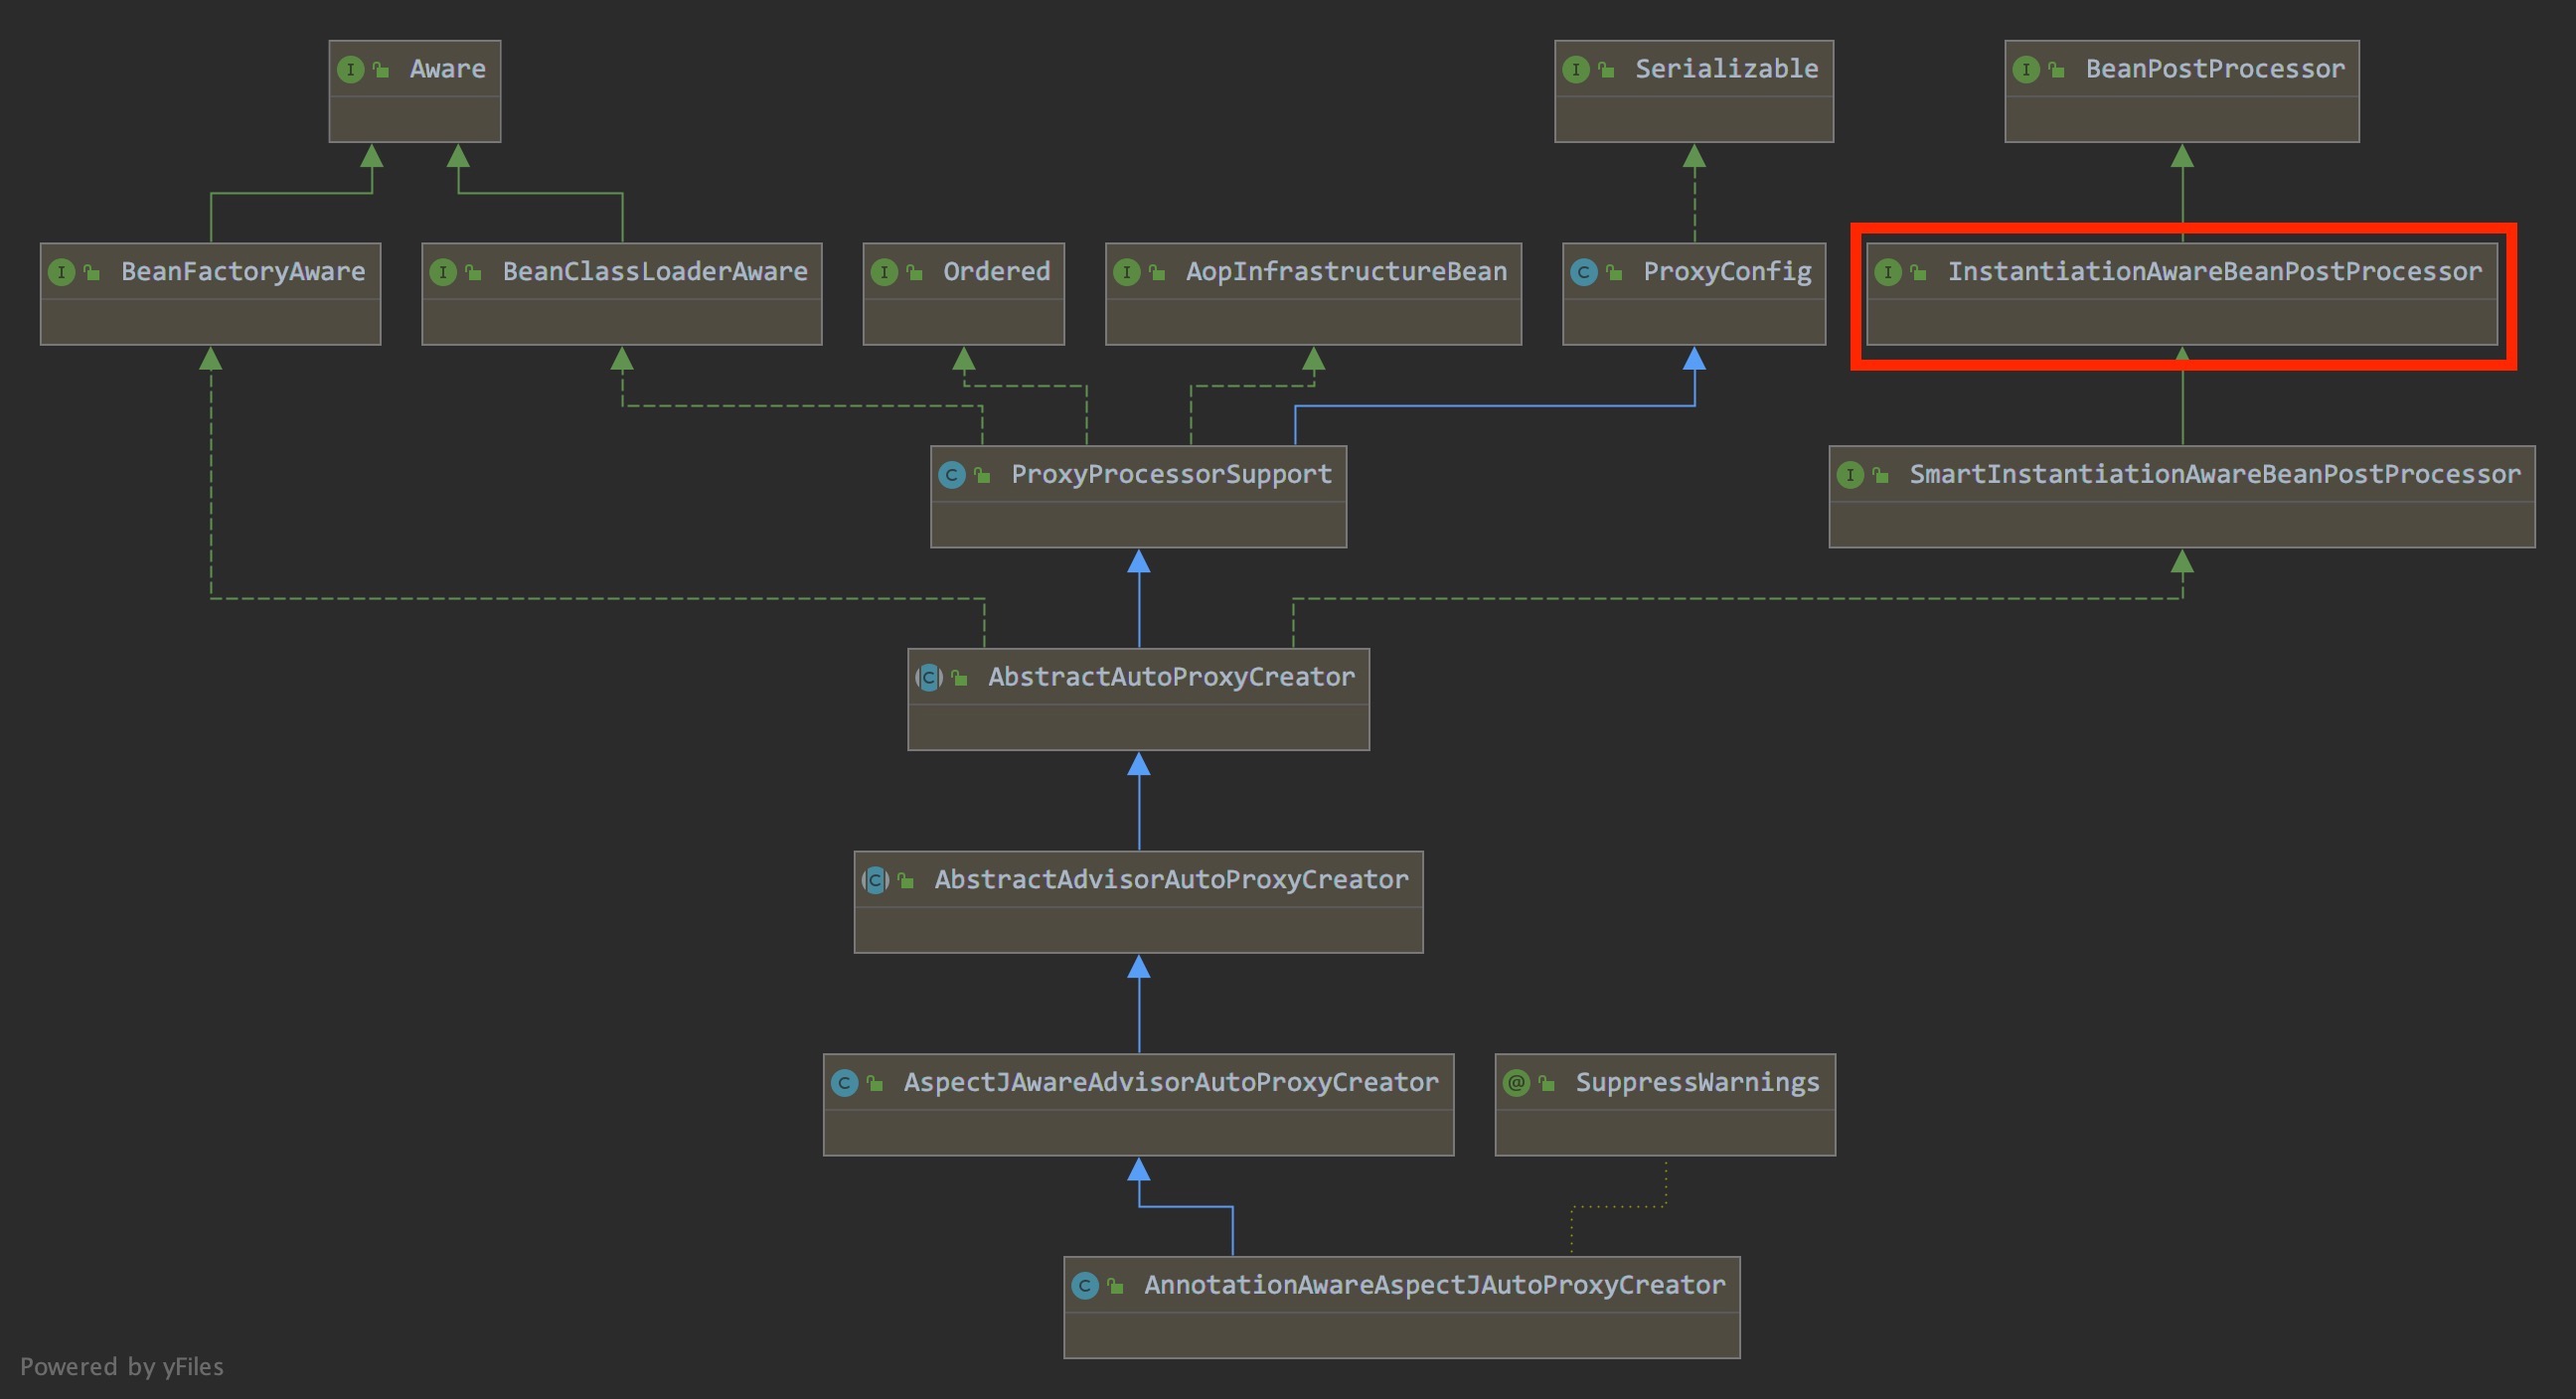 I Aware
I Serializable
I BeanPostProcessor
I BeanFactoryAware
I BeanClassLoaderAware
I Ordered
I AopInfrastructureBean
C ProxyConfig
I InstantiationAwareBeanPostProcessor
C ProxyProcessorSupport
I SmartInstantiationAwareBeanPostProcessor
C AbstractAutoProxyCreator
C AbstractAdvisorAutoProxyCreator
C AspectJAwareAdvisorAutoProxyCreator
@ SuppressWarnings
C AnnotationAwareAspectJAutoProxyCreator
Powered by yFiles